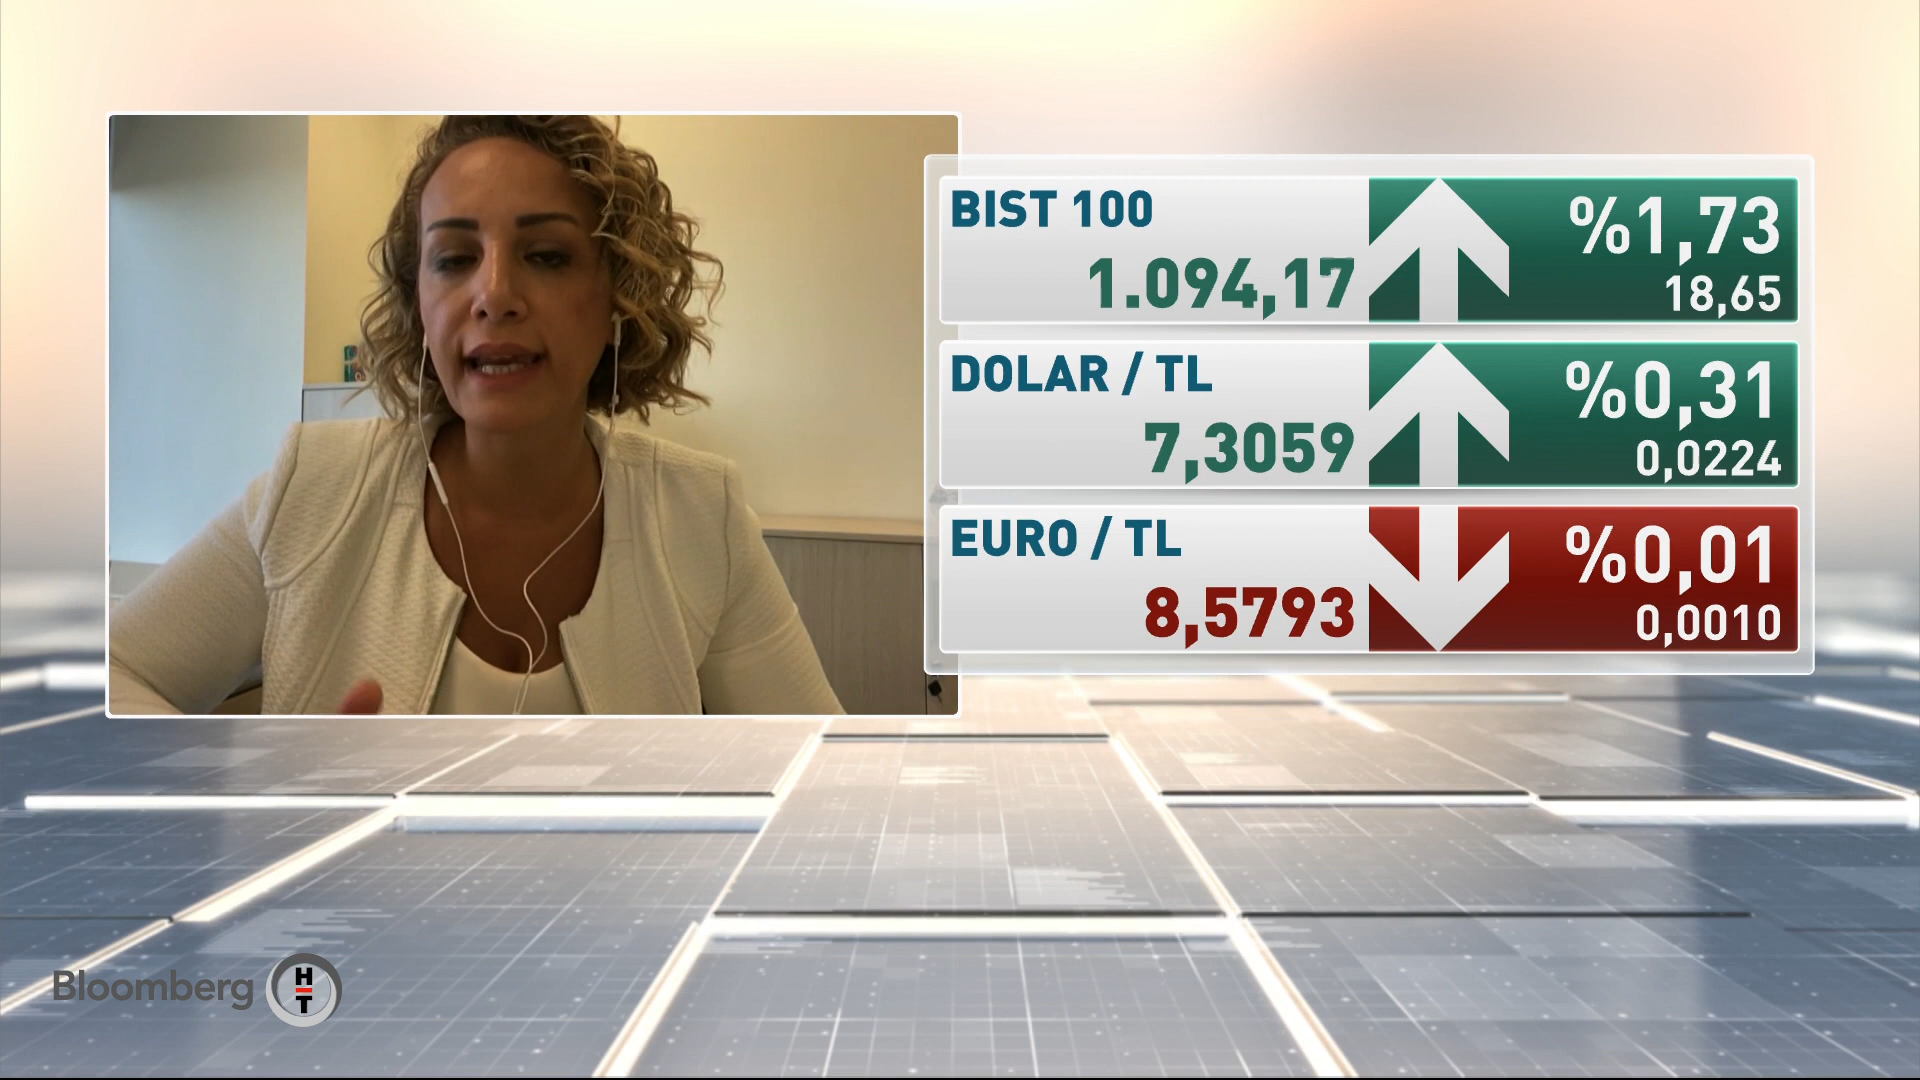 BIST 100
1.094,17
%1,73
18,65
DOLAR / TL
7,3059
%0,31
0,0224
EURO / TL
8,5793
%0,01
0,0010
Bloomberg HT